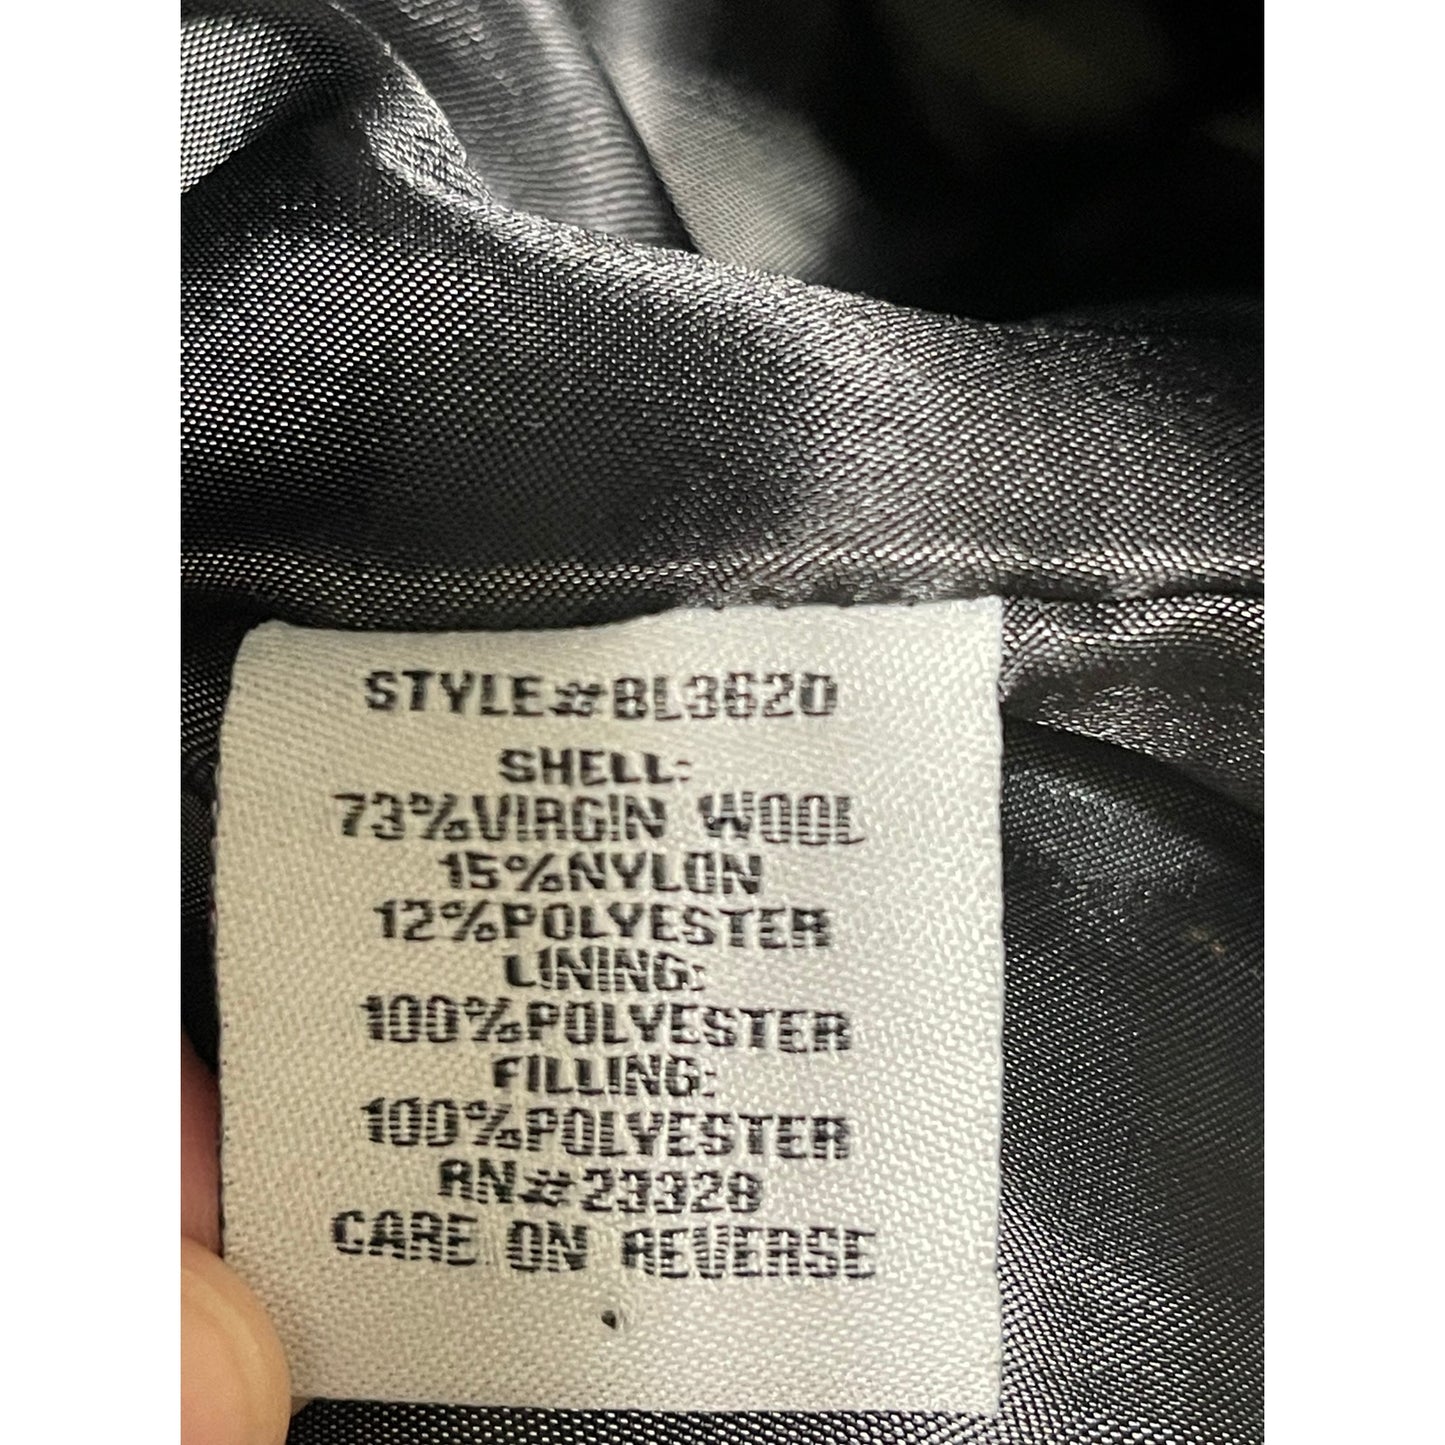 STYLE#BL3620
SHELL:
73%VIRGIN WOOL
15%NYLON
12%POLYESTER
LINING:
100%POLYESTER
FILLING:
100%POLYESTER
RN#23328
CARE ON REVERSE